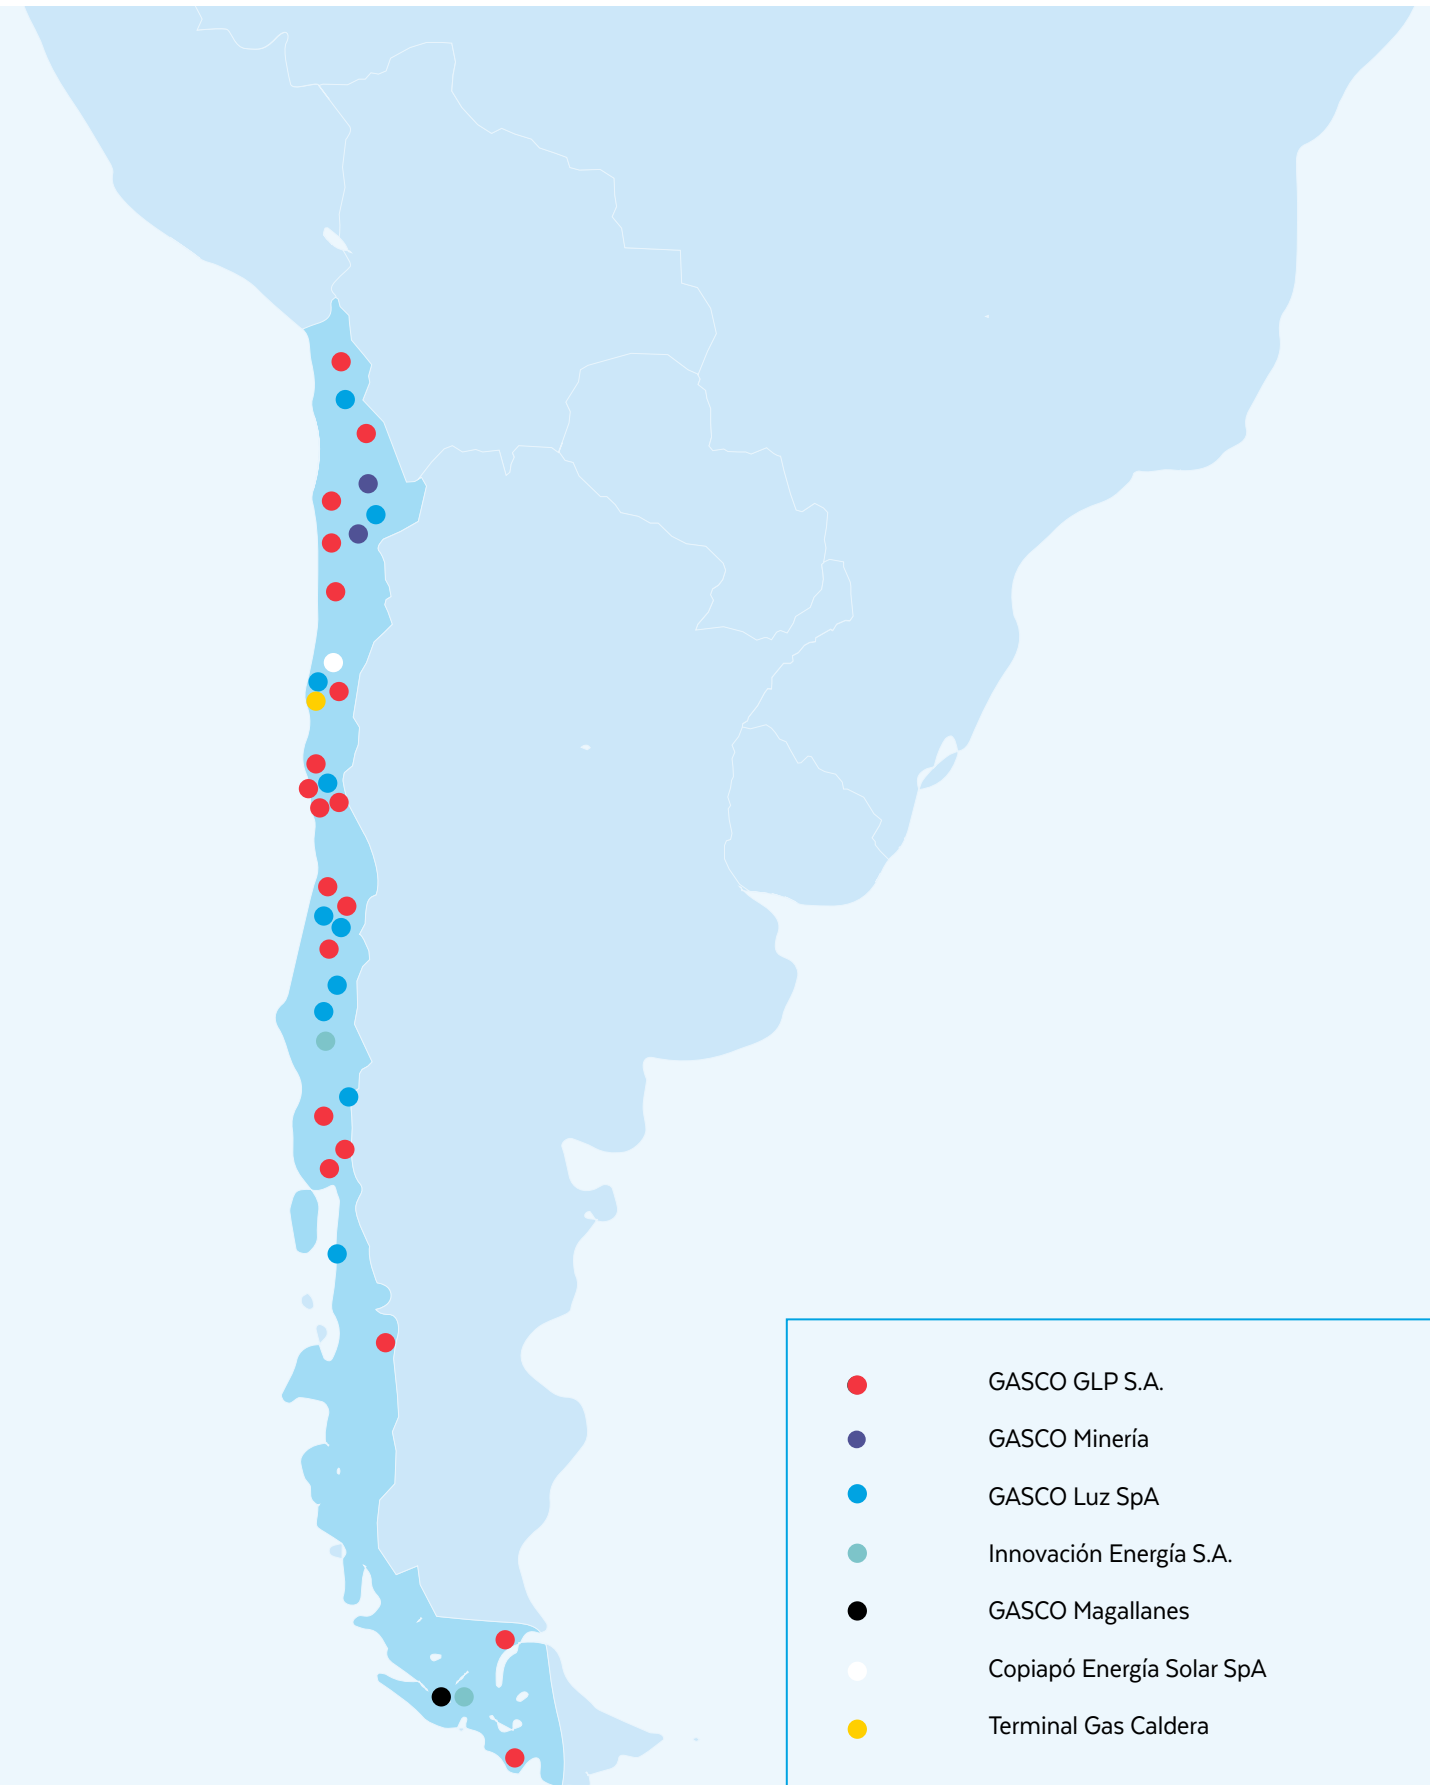 GASCO GLP S.A.
GASCO Minería
GASCO Luz SpA
Innovación Energía S.A.
GASCO Magallanes
Copiapó Energía Solar SpA
Terminal Gas Caldera